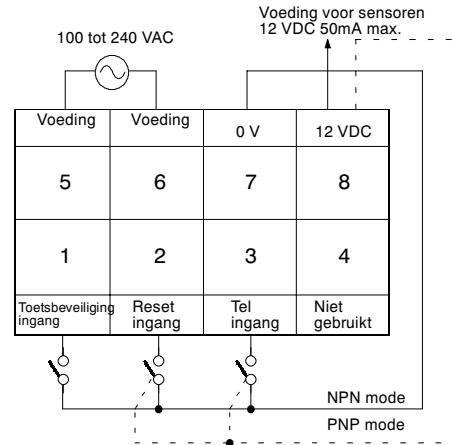 Voeding voor sensoren
12 VDC 50mA max.
100 tot 240 VAC
Voeding Voeding 0 V 12 VDC
5 6 7 8
1 2 3 4
Toetsbeveiliging Reset Tel Niet
ingang ingang ingang gebruikt
NPN mode
PNP mode